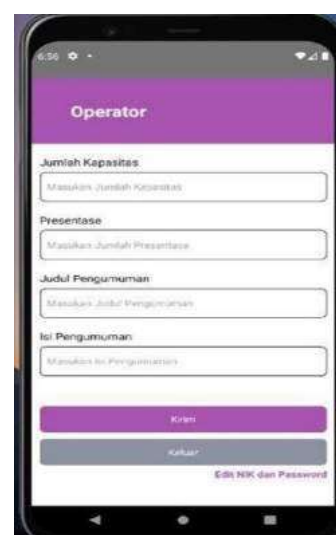 6:56
Operator
Jumlah Kapasitas
Masukan Jumlah Kapasitas
Presentase
Masukan Jumlah Presentase
Judul Pengumuman
Masukan Judul Pengumuman
Isi Pengumuman
Masukan Isi Pengumuman
Kirim
Keluar
Edit NIK dan Password